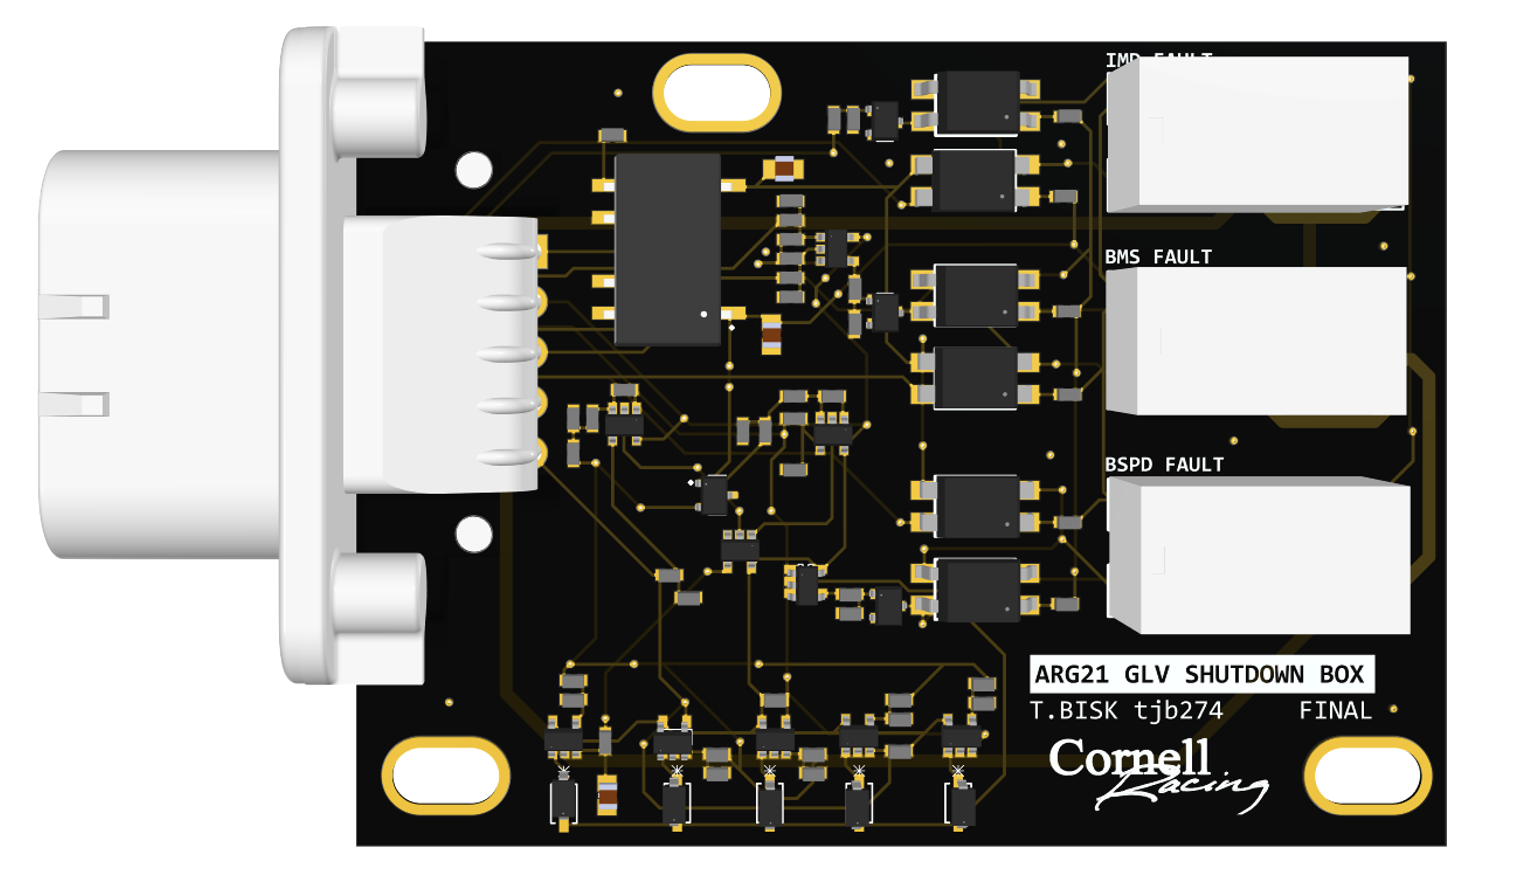 IMD FAULT
BMS FAULT
BSPD FAULT
ARG21 GLV SHUTDOWN BOX
T.BISK tjb274 FINAL
Cornell
Racing